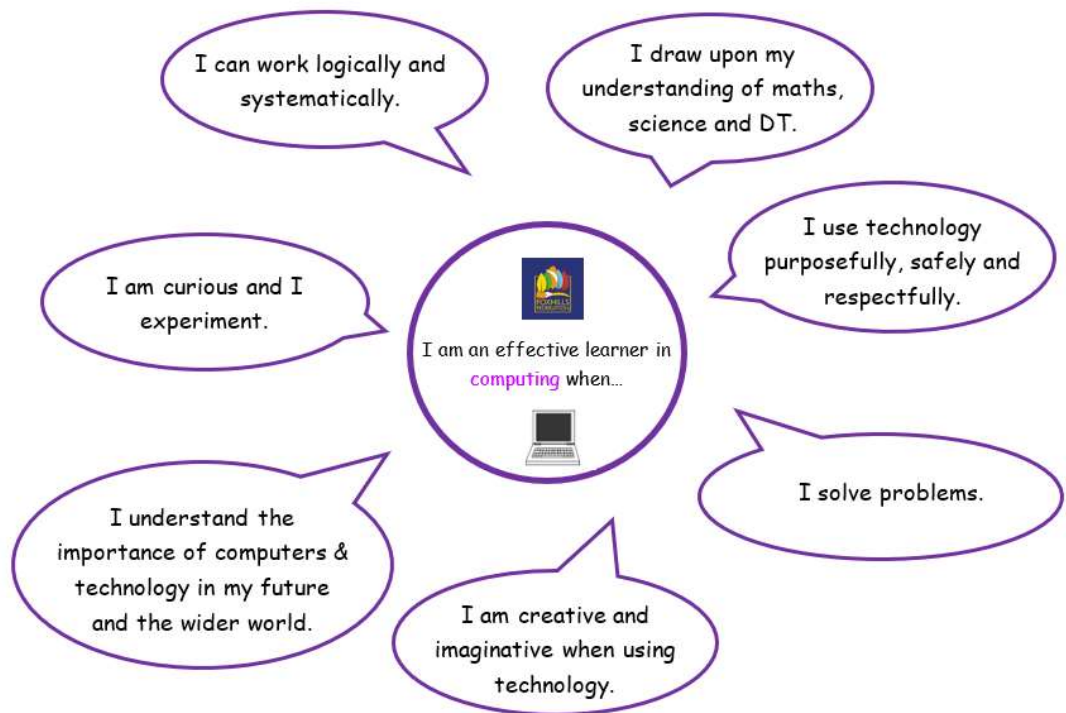 I can work logically and
systematically.
I draw upon my
understanding of maths,
science and DT.
I use technology
purposefully, safely and
respectfully.
I am curious and I
experiment.
FOXHILLS
I am an effective learner in
computing when...
I solve problems.
I understand the
importance of computers &
technology in my future
and the wider world.
I am creative and
imaginative when using
technology.